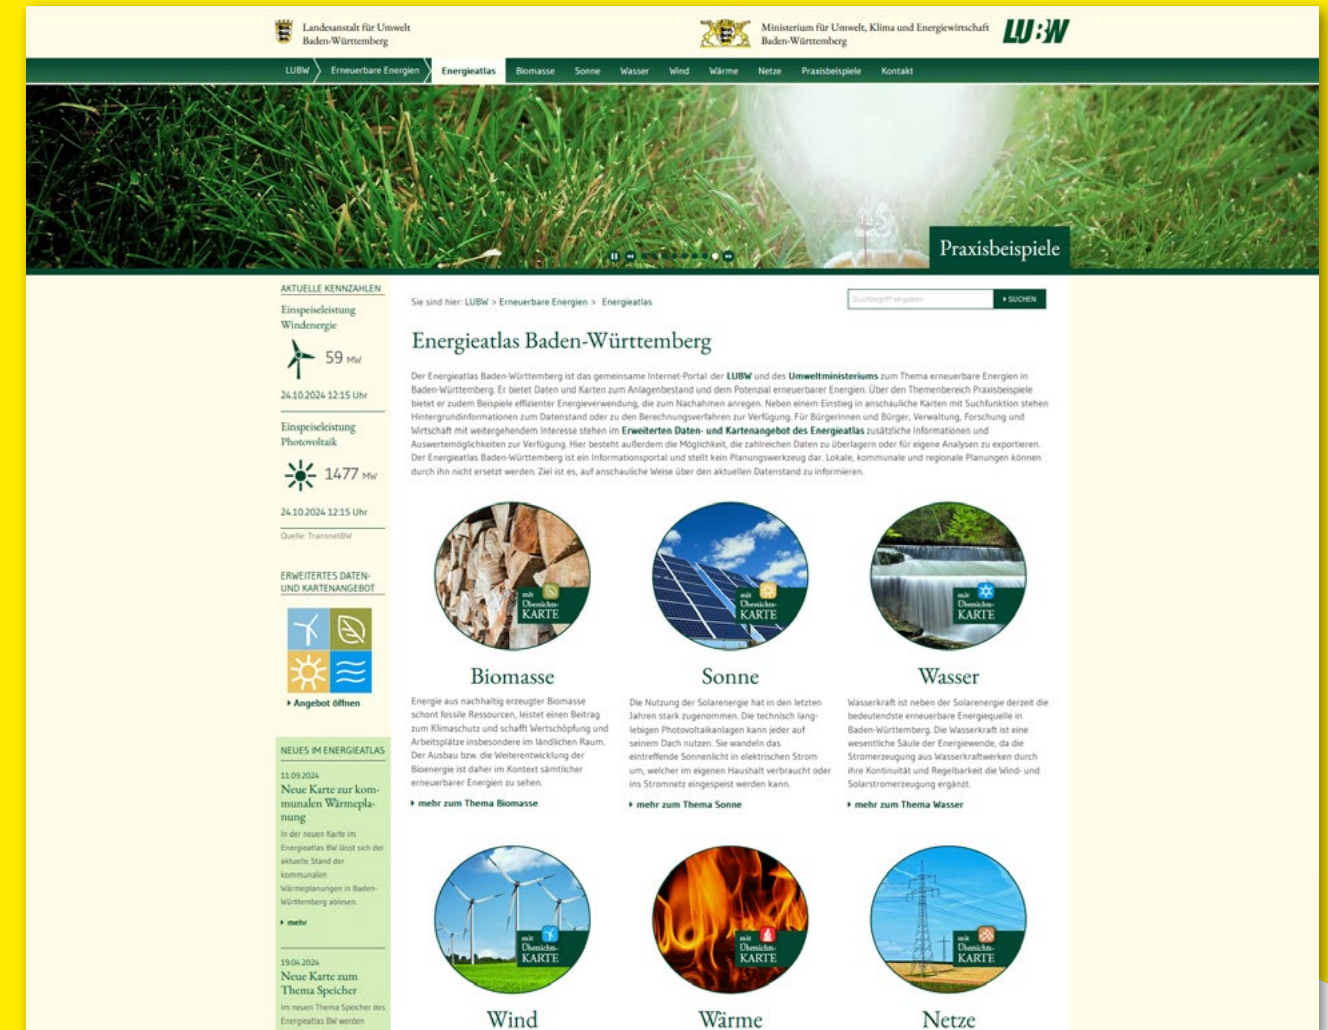 Landesanstalt für Umwelt
Baden-Württemberg
Ministerium für Umwelt, Klima und Energiewirtschaft
Baden-Württemberg
LUBW
LUBW Erneuerbare Energien Energieatlas Biomasse Sonne Wasser Wind Wärme Netze Praxisbeispiele Kontakt
Praxisbeispiele
AKTUELLE KENNZAHLEN
Einspeiseleistung
Windenergie
59 MW
24.10.2024 12:15 Uhr
Einspeiseleistung
Photovoltaik
1477 MW
24.10.2024 12:15 Uhr
Quelle: TransnetBW
ERWEITERTES DATEN-
UND KARTENANGEBOT
Angebot öffnen
NEUES IM ENERGIEATLAS
11.09.2024
Neue Karte zur kom-
munalen Wärmepla-
nung
In der neuen Karte im
Energieatlas BW lässt sich der
aktuelle Stand der
kommunalen
Wärmeplanungen in Baden-
Württemberg ablesen.
mehr
19.04.2024
Neue Karte zum
Thema Speicher
Im neuen Thema Speicher des
Energieatlas BW werden
Sie sind hier: LUBW > Erneuerbare Energien > Energieatlas
Suchbegriff eingeben
SUCHEN
Energieatlas Baden-Württemberg
Der Energieatlas Baden-Württemberg ist das gemeinsame Internet-Portal der LUBW und des Umweltministeriums zum Thema erneuerbare Energien in
Baden-Württemberg. Er bietet Daten und Karten zum Anlagenbestand und dem Potenzial erneuerbarer Energien. Über den Themenbereich Praxisbeispiele
bietet er zudem Beispiele effizienter Energieverwendung, die zum Nachahmen anregen. Neben einem Einstieg in anschauliche Karten mit Suchfunktion stehen
Hintergrundinformationen zum Datenstand oder zu den Berechnungsverfahren zur Verfügung. Für Bürgerinnen und Bürger, Verwaltung, Forschung und
Wirtschaft mit weitergehendem Interesse stehen im Erweiterten Daten- und Kartenangebot des Energieatlas zusätzliche Informationen und
Auswertemöglichkeiten zur Verfügung. Hier besteht außerdem die Möglichkeit, die zahlreichen Daten zu überlagern oder für eigene Analysen zu exportieren.
Der Energieatlas Baden-Württemberg ist ein Informationsportal und stellt kein Planungswerkzeug dar. Lokale, kommunale und regionale Planungen können
durch ihn nicht ersetzt werden. Ziel ist es, auf anschauliche Weise über den aktuellen Datenstand zu informieren.
mit
Übersichts-
KARTE
Biomasse
Energie aus nachhaltig erzeugter Biomasse
schont fossile Ressourcen, leistet einen Beitrag
zum Klimaschutz und schafft Wertschöpfung und
Arbeitsplätze insbesondere im ländlichen Raum.
Der Ausbau bzw. die Weiterentwicklung der
Bioenergie ist daher im Kontext sämtlicher
erneuerbarer Energien zu sehen.
mehr zum Thema Biomasse
mit
Übersichts-
KARTE
Sonne
Die Nutzung der Solarenergie hat in den letzten
Jahren stark zugenommen. Die technisch lang-
lebigen Photovoltaikanlagen kann jeder auf
seinem Dach nutzen. Sie wandeln das
eintreffende Sonnenlicht in elektrischen Strom
um, welcher im eigenen Haushalt verbraucht oder
ins Stromnetz eingespeist werden kann.
mehr zum Thema Sonne
mit
Übersichts-
KARTE
Wasser
Wasserkraft ist neben der Solarenergie derzeit die
bedeutendste erneuerbare Energiequelle in
Baden-Württemberg. Die Wasserkraft ist eine
wesentliche Säule der Energiewende, da die
Stromerzeugung aus Wasserkraftwerken durch
ihre Kontinuität und Regelbarkeit die Wind- und
Solarstromerzeugung ergänzt.
mehr zum Thema Wasser
mit
Übersichts-
KARTE
Wind
mit
Übersichts-
KARTE
Wärme
mit
Übersichts-
KARTE
Netze